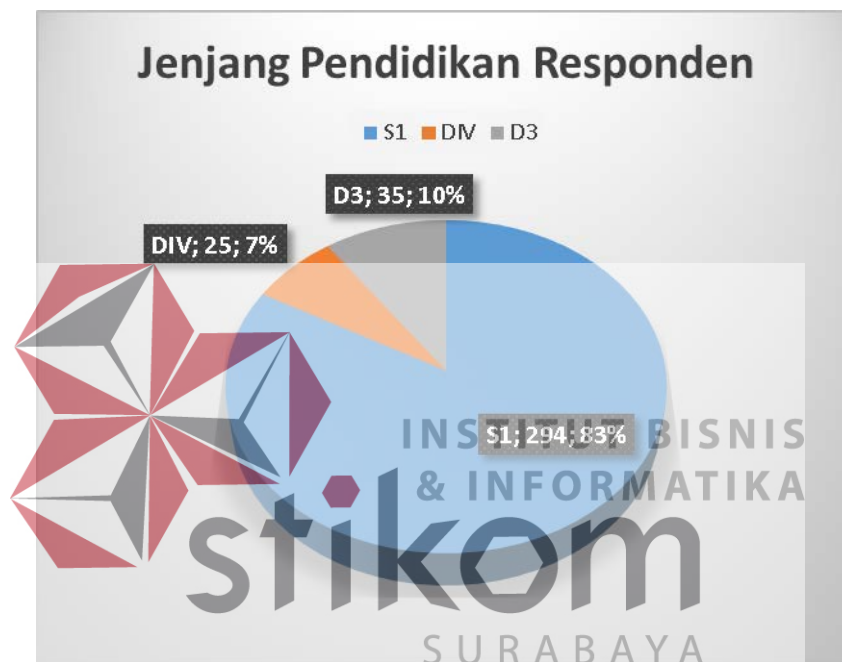 Jenjang Pendidikan Responden
S1 DIV D3
D3; 35; 10%
DIV; 25; 7%
S1; 294; 83%
INSTITUT BISNIS
& INFORMATIKA
stikom
SURABAYA